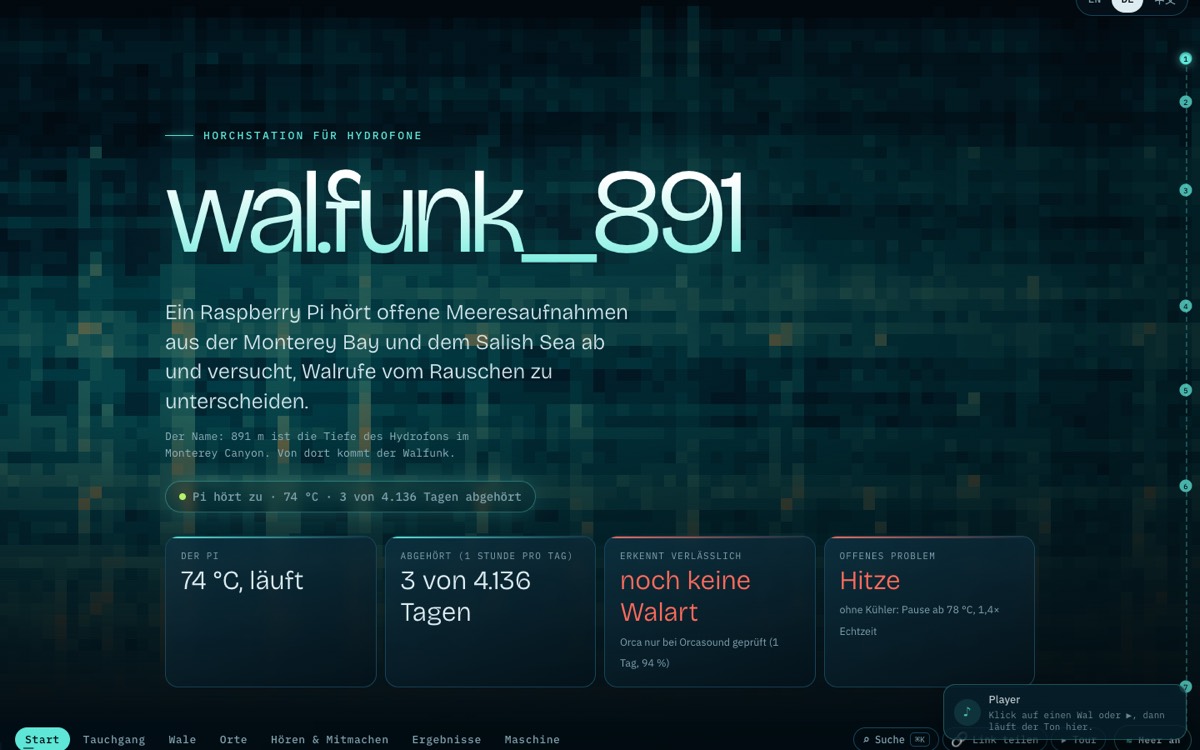 EN DE 中文
1
2
HORCHSTATION FÜR HYDROFONE
wal.funk__891
3
Ein Raspberry Pi hört offene Meeresaufnahmen
aus der Monterey Bay und dem Salish Sea ab
und versucht, Walrufe vom Rauschen zu
unterscheiden.
4
5
Der Name: 891 m ist die Tiefe des Hydrofons im
Monterey Canyon. Von dort kommt der Walfunk.
6
Pi hört zu · 74 °C · 3 von 4.136 Tagen abgehört
DER PI
74 °C, läuft
ABGEHÖRT (1 STUNDE PRO TAG)
3 von 4.136
Tagen
ERKENNT VERLÄSSLICH
noch keine
Walart
Orca nur bei Orcasound geprüft (1
Tag, 94 %)
OFFENES PROBLEM
Hitze
ohne Kühler: Pause ab 78 °C, 1,4×
Echtzeit
7
Player
Klick auf einen Wal oder ▶, dann
läuft der Ton hier.
Start Tauchgang Wale Orte Hören & Mitmachen Ergebnisse Maschine
Suche ⌘K Link teilen ▶ Tour Meer an